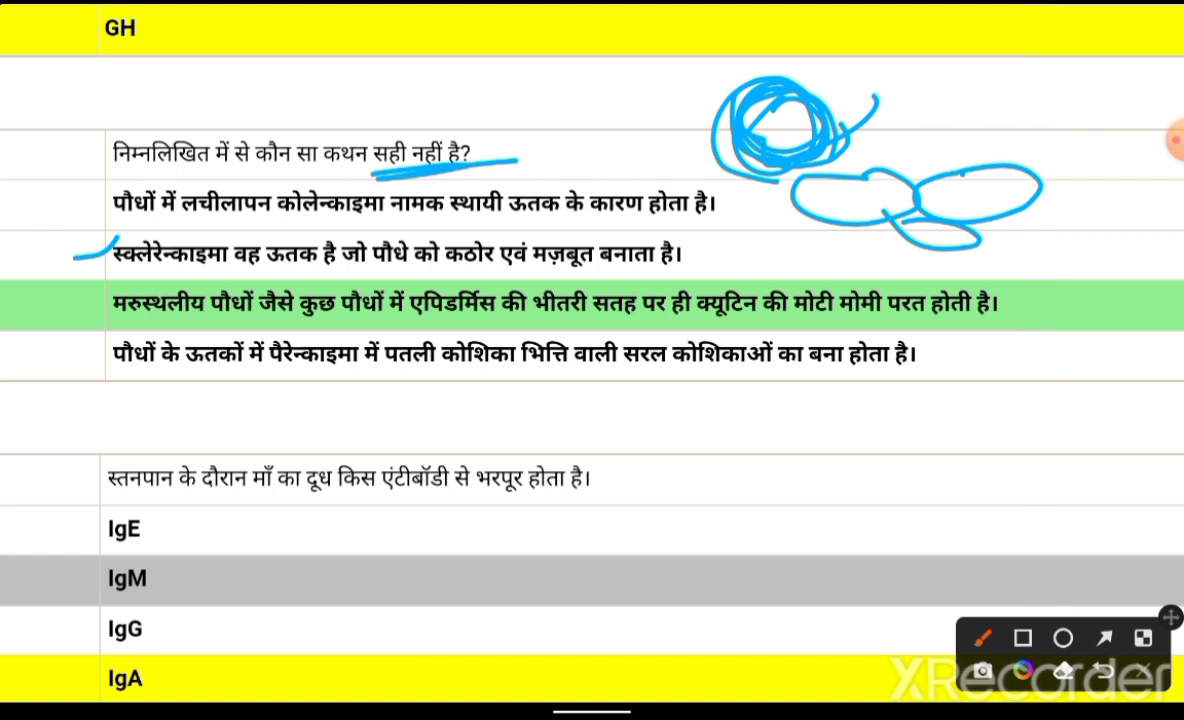 GH
निम्नलिखित में से कौन सा कथन सही नहीं है?
पौधों में लचीलापन कोलेन्काइमा नामक स्थायी ऊतक के कारण होता है।
स्क्लेरेन्काइमा वह ऊतक है जो पौधे को कठोर एवं मज़बूत बनाता है।
मरुस्थलीय पौधों जैसे कुछ पौधों में एपिडर्मिस की भीतरी सतह पर ही क्यूटिन की मोटी मोमी परत होती है।
पौधों के ऊतकों में पैरेन्काइमा में पतली कोशिका भित्ति वाली सरल कोशिकाओं का बना होता है।
स्तनपान के दौरान माँ का दूध किस एंटीबॉडी से भरपूर होता है।
IgE
IgM
IgG
IgA
XRecorder